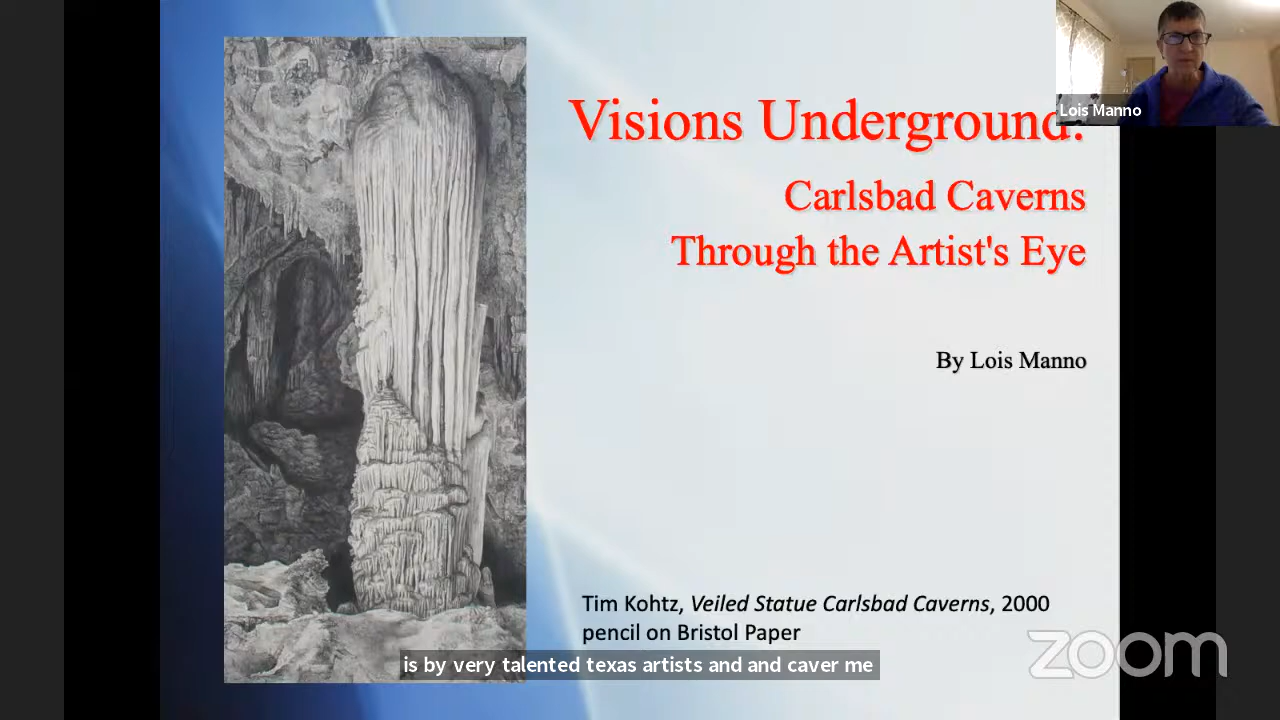 Visions Underground:
Carlsbad Caverns
Through the Artist's Eye
By Lois Manno
Tim Kohtz, Veiled Statue Carlsbad Caverns, 2000
pencil on Bristol Paper
is by very talented texas artists and and caver me
Lois Manno
zoom